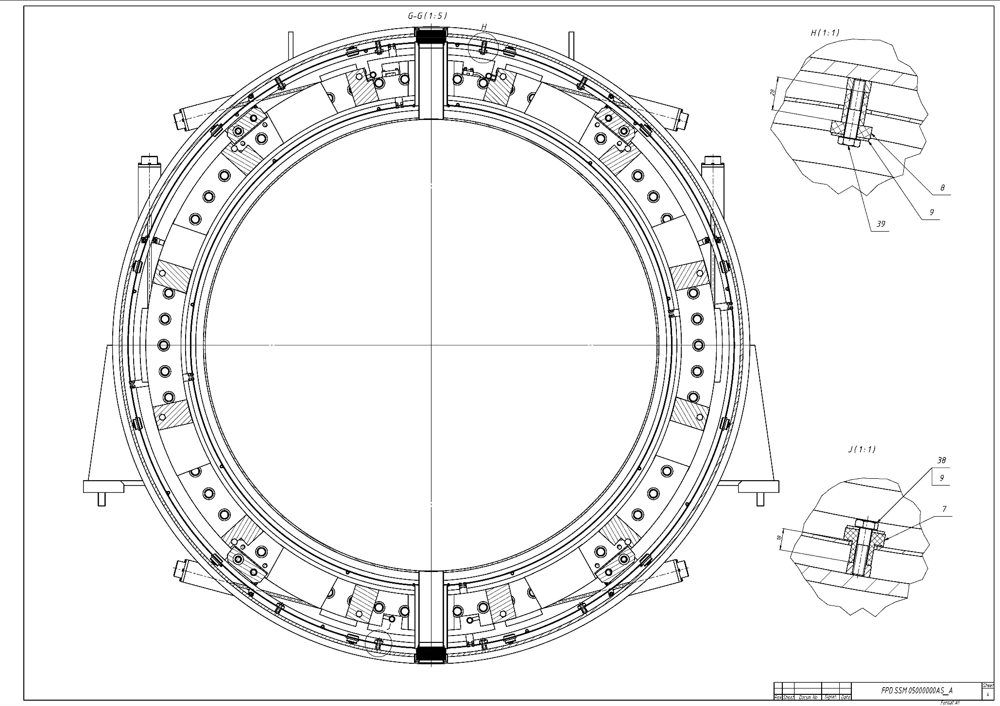 G-G(1:5)
H
H(1:1)
28
8
9
39
J(1:1)
38
9
7
18
J
Rev Sheet Docum No Signat. Date
FPD SSM 05000000AS_A
Sheet
4
Format A1